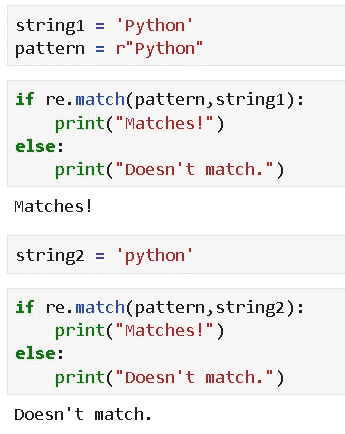 string1 = 'Python'
pattern = r"Python"
if re.match(pattern,string1):
    print("Matches!")
else:
    print("Doesn't match.")
Matches!
string2 = 'python'
if re.match(pattern,string2):
    print("Matches!")
else:
    print("Doesn't match.")
Doesn't match.